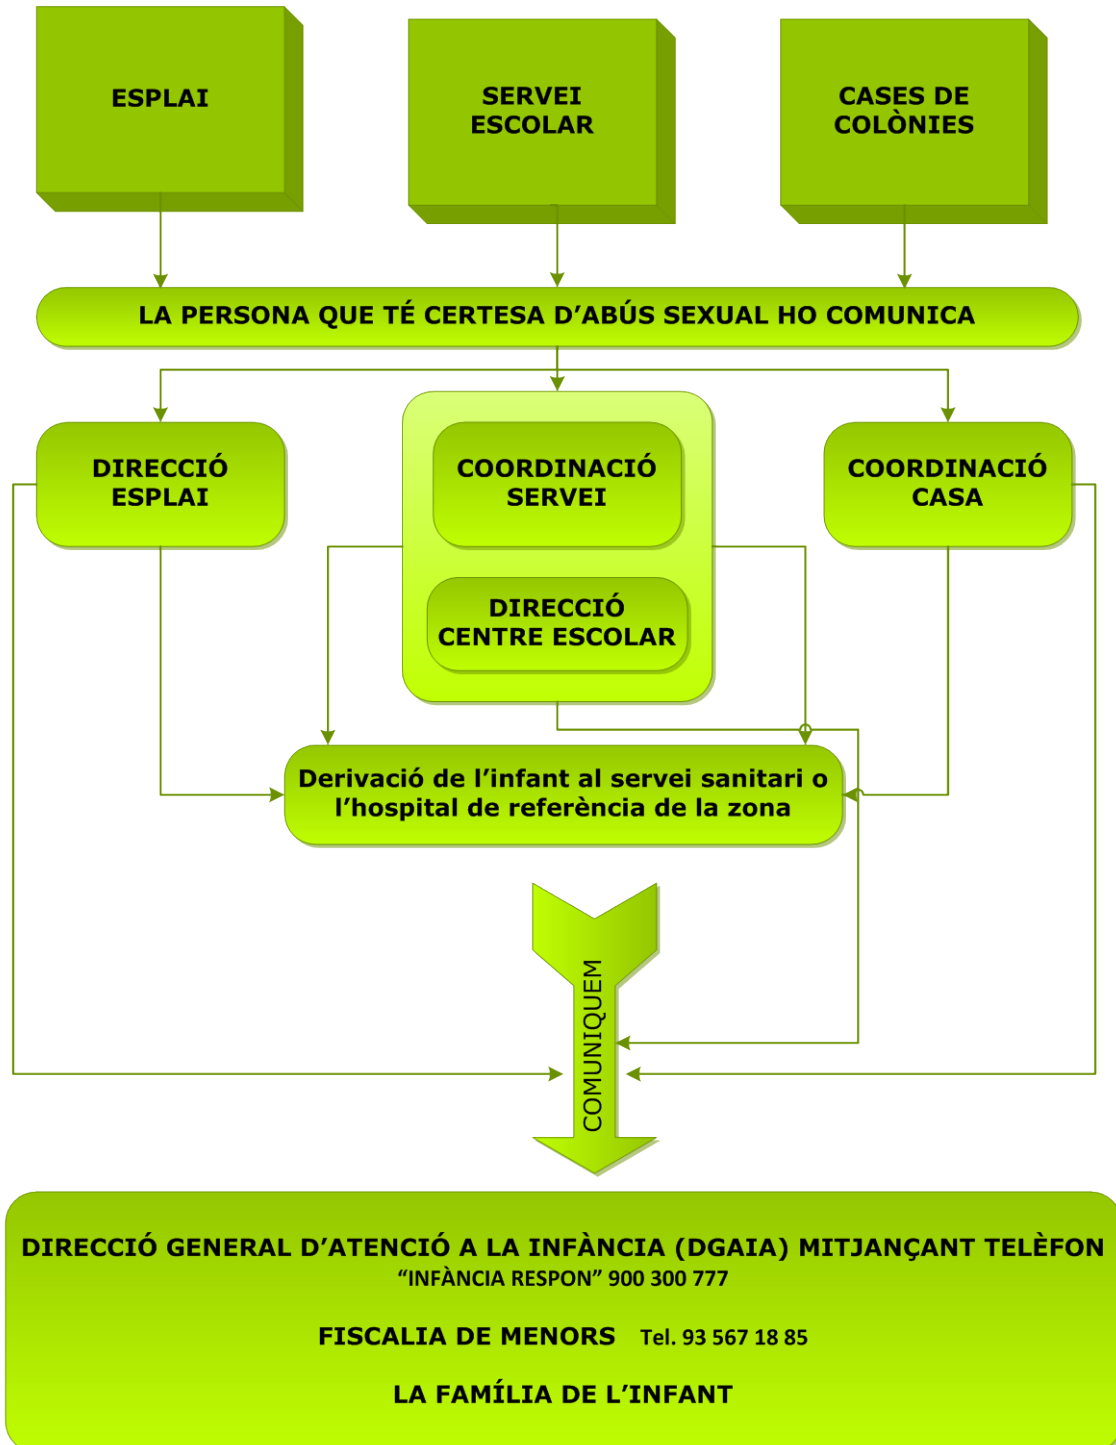 ESPLAI
SERVEI
ESCOLAR
CASES DE
COLÒNIES
LA PERSONA QUE TÉ CERTESA D'ABÚS SEXUAL HO COMUNICA
DIRECCIÓ
ESPLAI
COORDINACIÓ
SERVEI
DIRECCIÓ
CENTRE ESCOLAR
COORDINACIÓ
CASA
Derivació de l'infant al servei sanitari o
l'hospital de referència de la zona
COMUNIQUEM
DIRECCIÓ GENERAL D'ATENCIÓ A LA INFÀNCIA (DGAIA) MITJANÇANT TELÈFON
"INFÀNCIA RESPON" 900 300 777
FISCALIA DE MENORS Tel. 93 567 18 85
LA FAMÍLIA DE L'INFANT